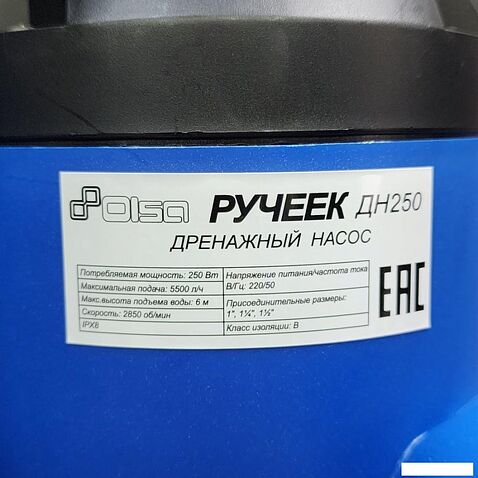 Olsa РУЧЕЕК ДН250
ДРЕНАЖНЫЙ НАСОС
Потребляемая мощность: 250 Вт
Максимальная подача: 5500 л/ч
Макс.высота подъема воды: 6 м
Скорость: 2850 об/мин
IPX8
Напряжение питания/частота тока
В/Гц: 220/50
Присоединительные размеры:
1", 1¼", 1½"
Класс изоляции: В
EAC